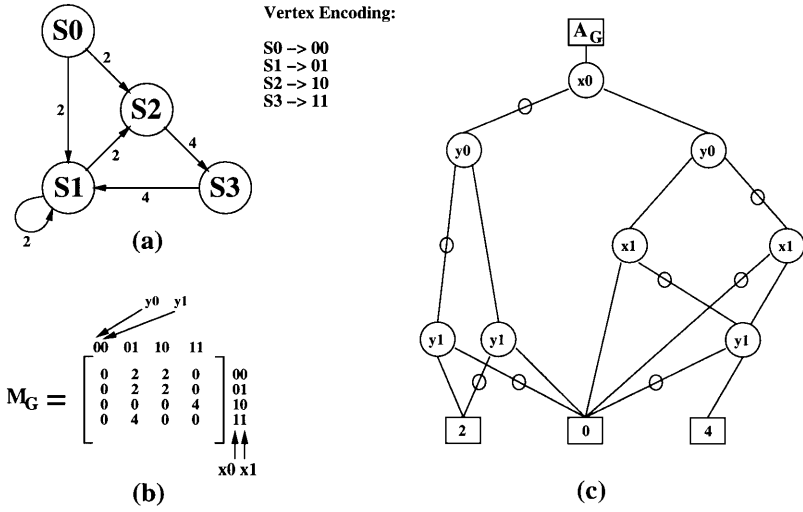 (a)
S0
2
2
S2
2
2
4
S1
4
S3
2
Vertex Encoding:
S0 -> 00
S1 -> 01
S2 -> 10
S3 -> 11
y0 y1
00 01 10 11
M_G =
0 2 2 0 00
0 2 2 0 01
0 0 0 4 10
0 4 0 0 11
x0 x1
(b)
A_G
x0
y0 y0
x1 x1
y1 y1 y1
2 0 4
(c)